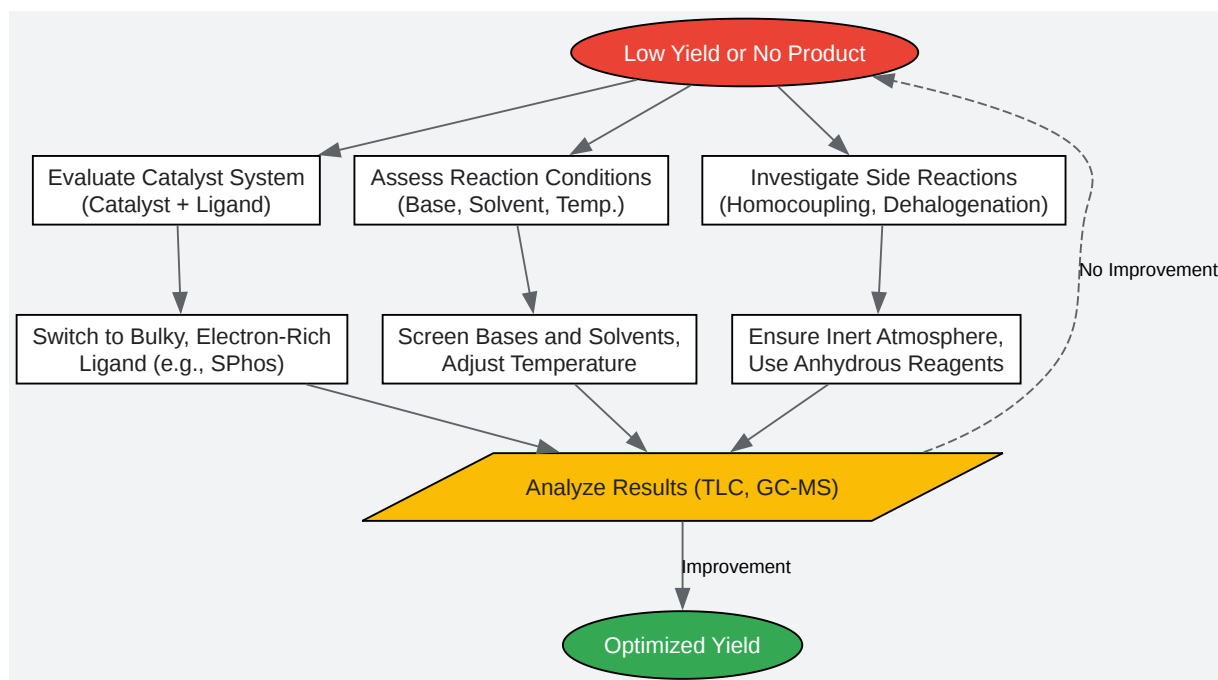 Low Yield or No Product
Evaluate Catalyst System
(Catalyst + Ligand)
Assess Reaction Conditions
(Base, Solvent, Temp.)
Investigate Side Reactions
(Homocoupling, Dehalogenation)
No Improvement
Switch to Bulky, Electron-Rich
Ligand (e.g., SPhos)
Screen Bases and Solvents,
Adjust Temperature
Ensure Inert Atmosphere,
Use Anhydrous Reagents
Analyze Results (TLC, GC-MS)
Improvement
Optimized Yield